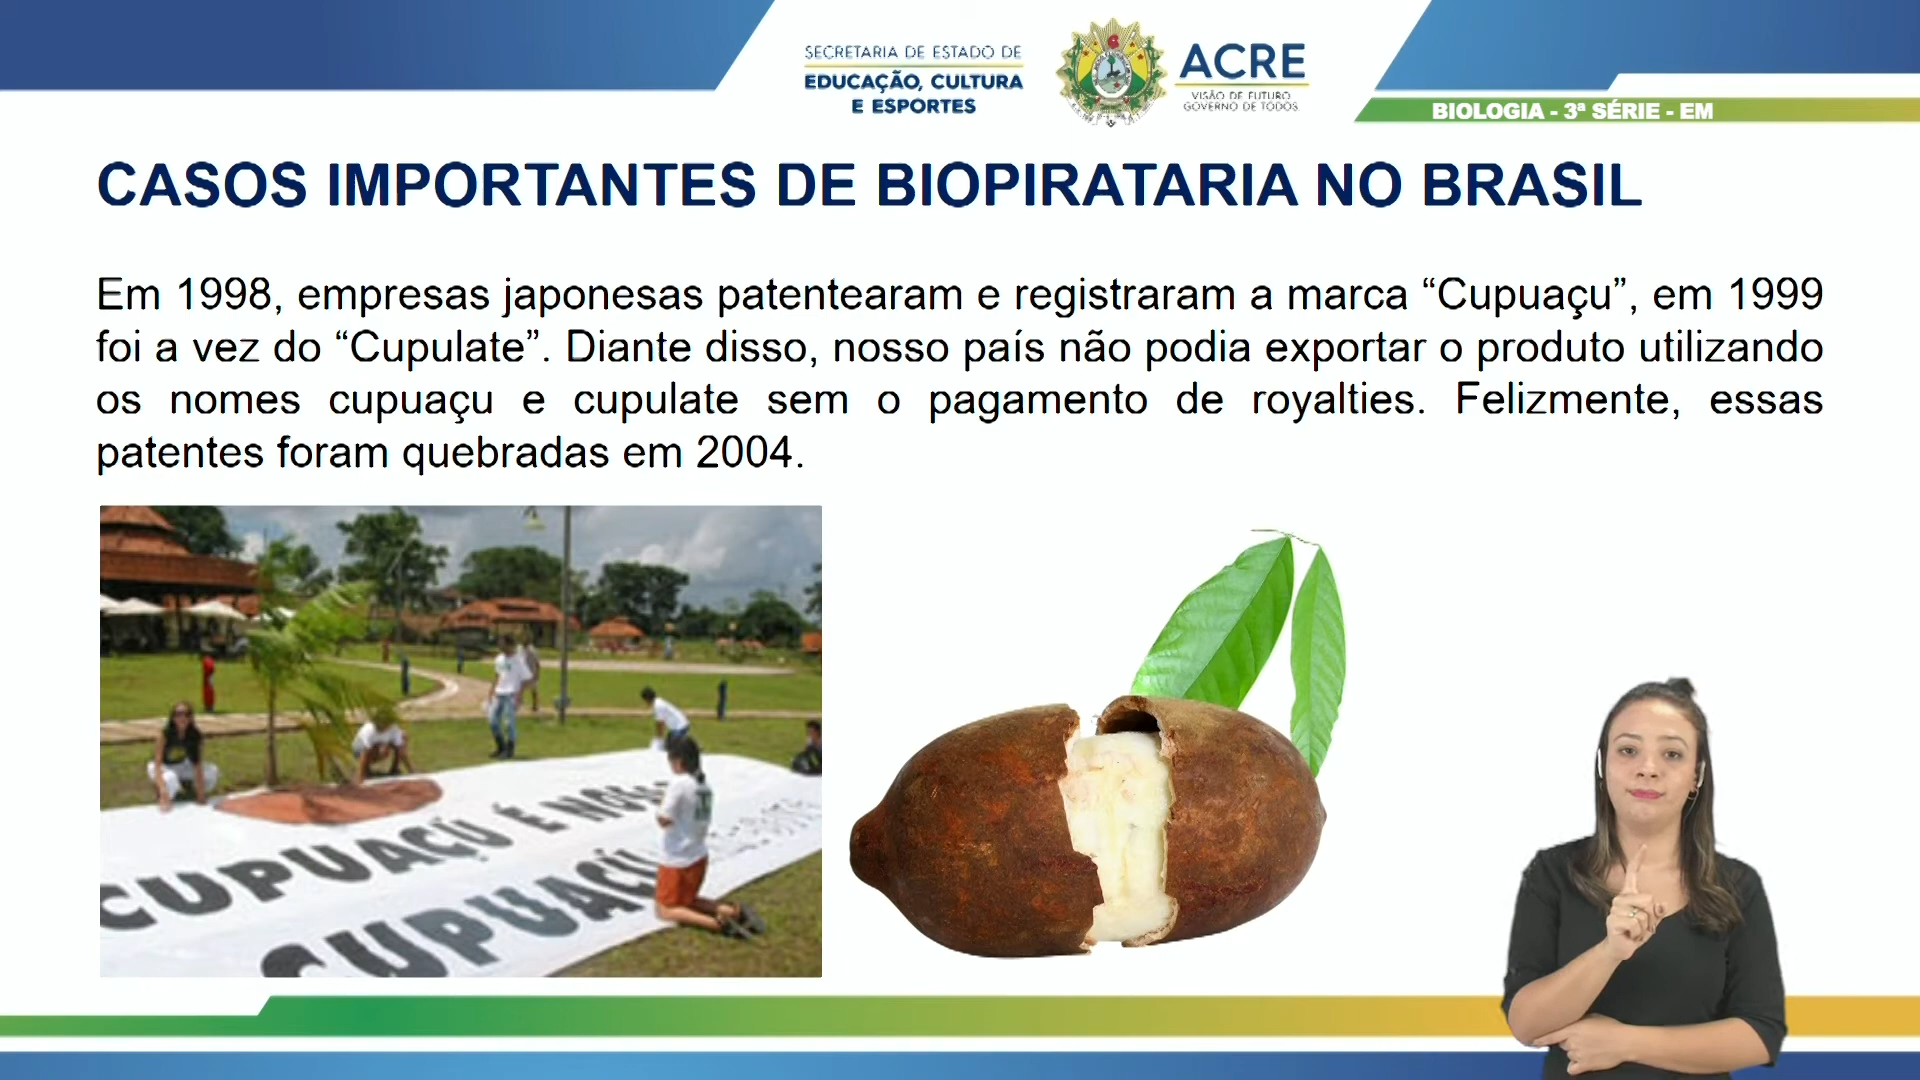 SECRETARIA DE ESTADO DE
EDUCAÇÃO, CULTURA
E ESPORTES
ACRE
VISÃO DE FUTURO
GOVERNO DE TODOS
BIOLOGIA - 3ª SÉRIE - EM
CASOS IMPORTANTES DE BIOPIRATARIA NO BRASIL
Em 1998, empresas japonesas patentearam e registraram a marca “Cupuaçu”, em 1999
foi a vez do “Cupulate”. Diante disso, nosso país não podia exportar o produto utilizando
os nomes cupuaçu e cupulate sem o pagamento de royalties. Felizmente, essas
patentes foram quebradas em 2004.
CUPUAÇÚ É
CUPUAÇÚ